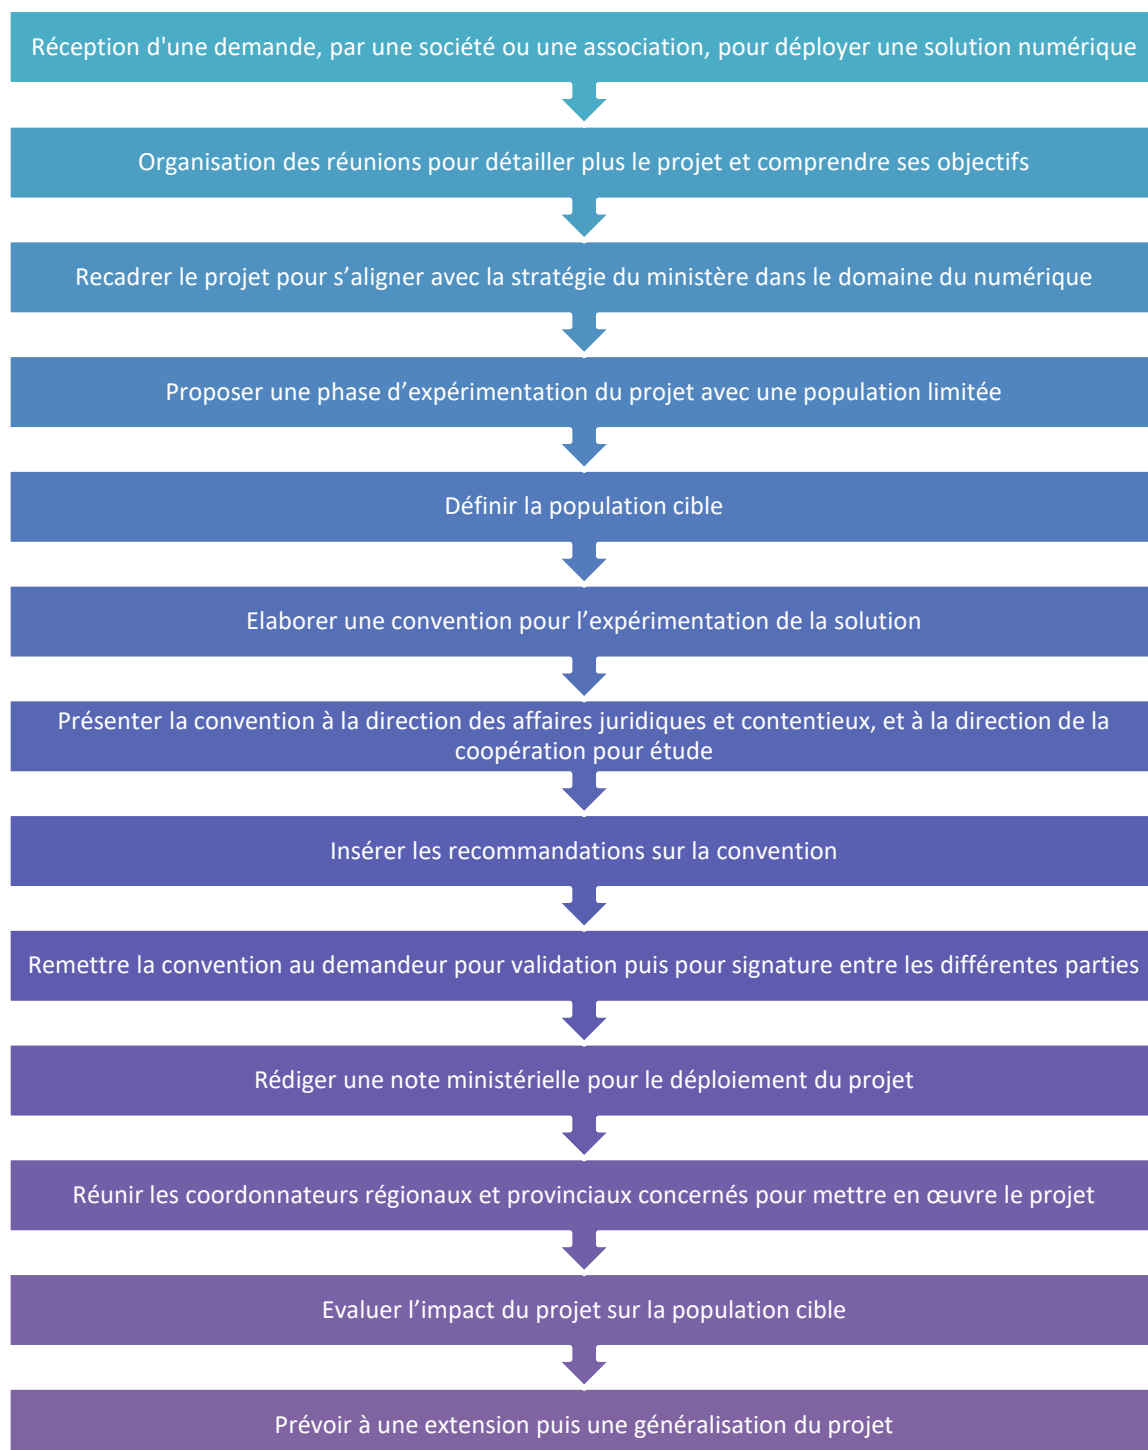 Réception d'une demande, par une société ou une association, pour déployer une solution numérique
Organisation des réunions pour détailler plus le projet et comprendre ses objectifs
Recadrer le projet pour s’aligner avec la stratégie du ministère dans le domaine du numérique
Proposer une phase d’expérimentation du projet avec une population limitée
Définir la population cible
Elaborer une convention pour l’expérimentation de la solution
Présenter la convention à la direction des affaires juridiques et contentieux, et à la direction de la
coopération pour étude
Insérer les recommandations sur la convention
Remettre la convention au demandeur pour validation puis pour signature entre les différentes parties
Rédiger une note ministérielle pour le déploiement du projet
Réunir les coordonnateurs régionaux et provinciaux concernés pour mettre en œuvre le projet
Evaluer l’impact du projet sur la population cible
Prévoir à une extension puis une généralisation du projet